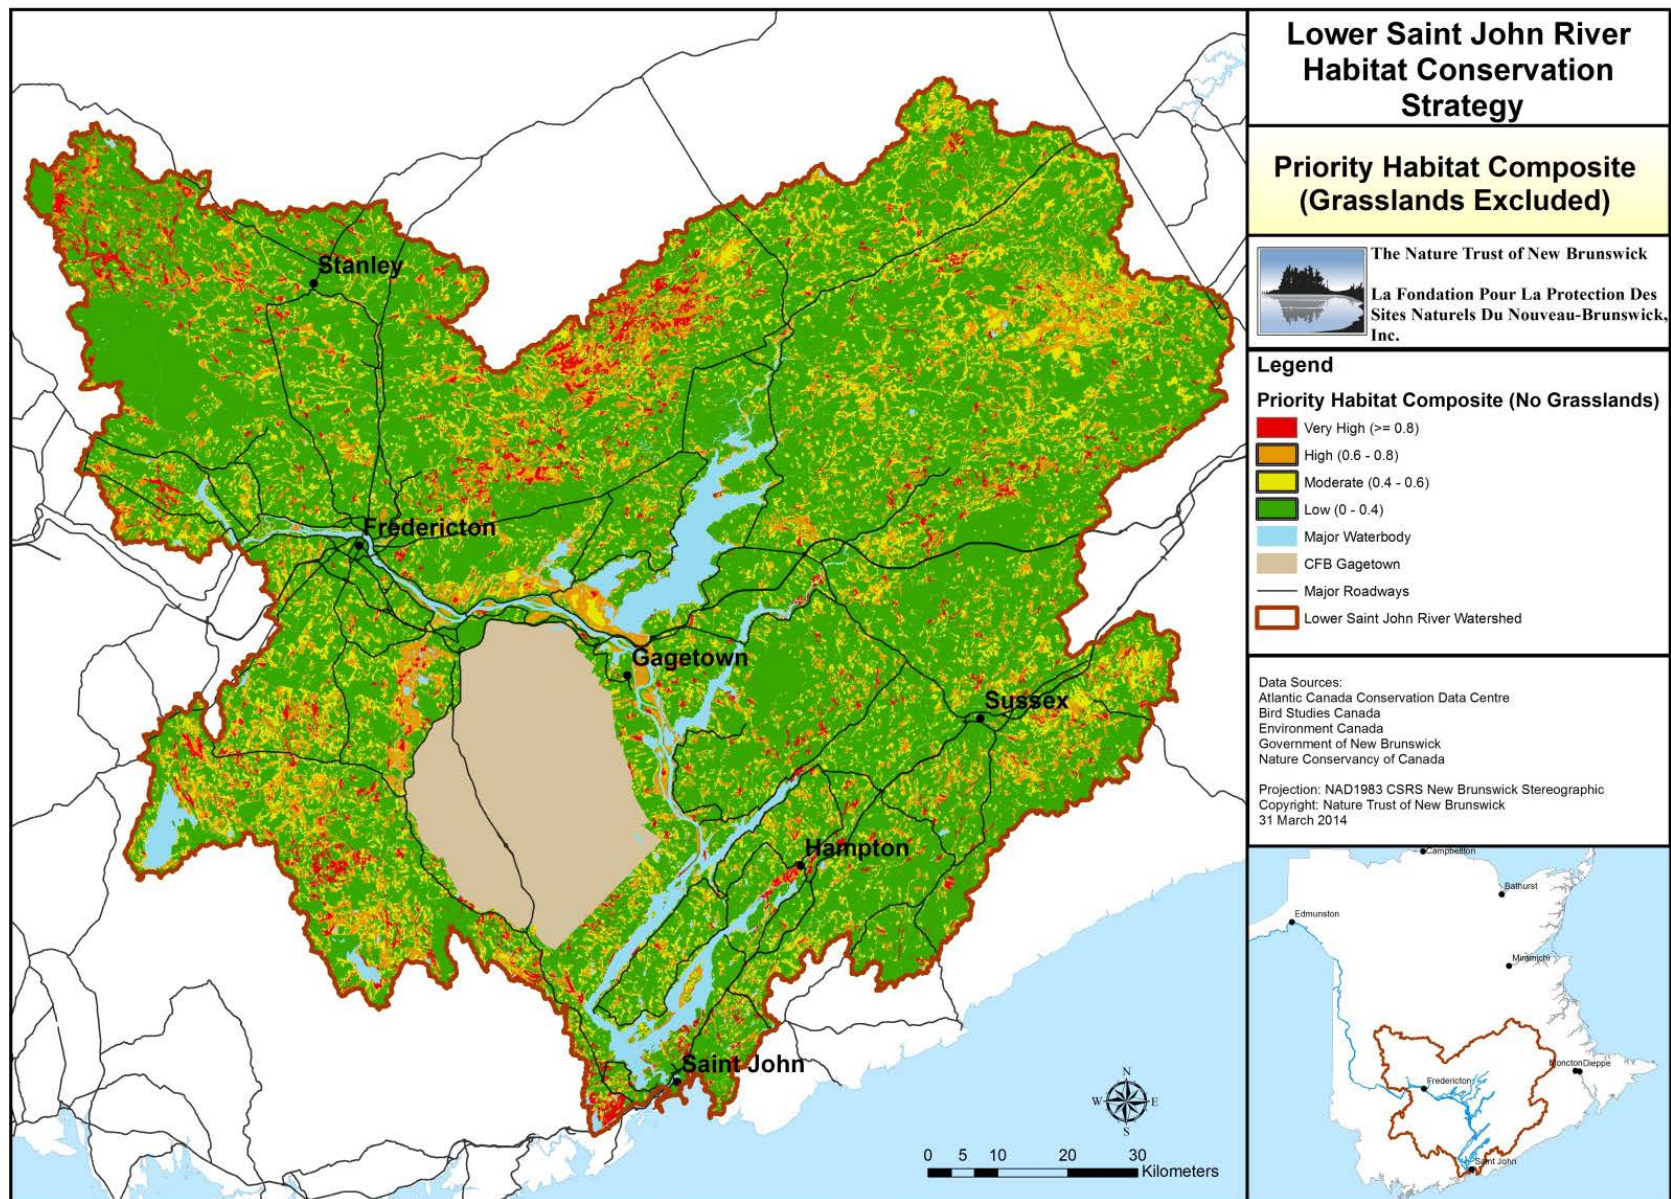 Lower Saint John River
Habitat Conservation
Strategy
Priority Habitat Composite
(Grasslands Excluded)
The Nature Trust of New Brunswick
La Fondation Pour La Protection Des
Sites Naturels Du Nouveau-Brunswick,
Inc.
Legend
Priority Habitat Composite (No Grasslands)
Very High (>= 0.8)
High (0.6 - 0.8)
Moderate (0.4 - 0.6)
Low (0 - 0.4)
Major Waterbody
CFB Gagetown
Major Roadways
Lower Saint John River Watershed
Data Sources:
Atlantic Canada Conservation Data Centre
Bird Studies Canada
Environment Canada
Government of New Brunswick
Nature Conservancy of Canada
Projection: NAD1983 CSRS New Brunswick Stereographic
Copyright: Nature Trust of New Brunswick
31 March 2014
Stanley
Fredericton
Gagetown
Sussex
Hampton
Saint John
N
W E
S
0 5 10 20 30
Kilometers
Campbellton
Bathurst
Edmunston
Miramichi
MonctonDieppe
Fredericton
Saint John